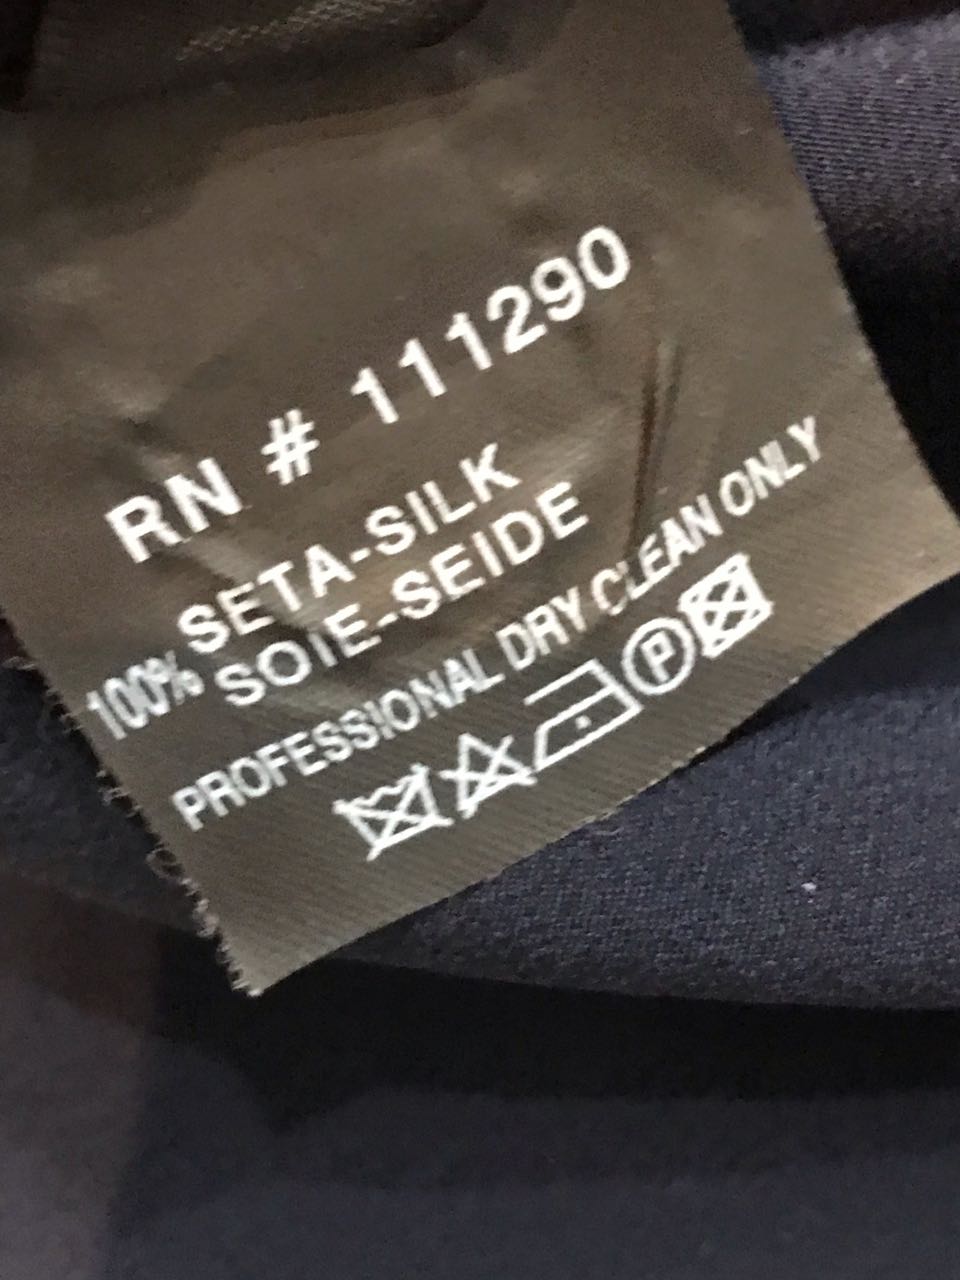 RN # 111290
100% SETA-SILK
SOIE-SEIDE
PROFESSIONAL DRY CLEAN ONLY
P